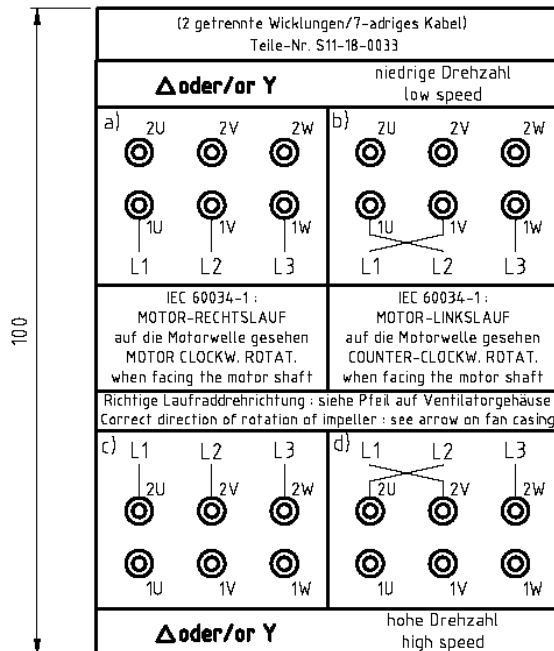 (2 getrennte Wicklungen/7-adriges Kabel)
Teile-Nr. S11-18-0033
Δ oder/or Y
niedrige Drehzahl
low speed
a)
2U 2V 2W
1U 1V 1W
L1 L2 L3
b)
2U 2V 2W
1U 1V 1W
L1 L2 L3
IEC 60034-1 :
MOTOR-RECHTSLAUF
auf die Motorwelle gesehen
MOTOR CLOCKW. ROTAT.
when facing the motor shaft
IEC 60034-1 :
MOTOR-LINKSLAUF
auf die Motorwelle gesehen
COUNTER-CLOCKW. ROTAT.
when facing the motor shaft
100
Richtige Laufraddrehrichtung : siehe Pfeil auf Ventilatorgehäuse
Correct direction of rotation of impeller : see arrow on fan casing
c)
L1 L2 L3
2U 2V 2W
1U 1V 1W
d)
L1 L2 L3
2U 2V 2W
1U 1V 1W
Δ oder/or Y
hohe Drehzahl
high speed